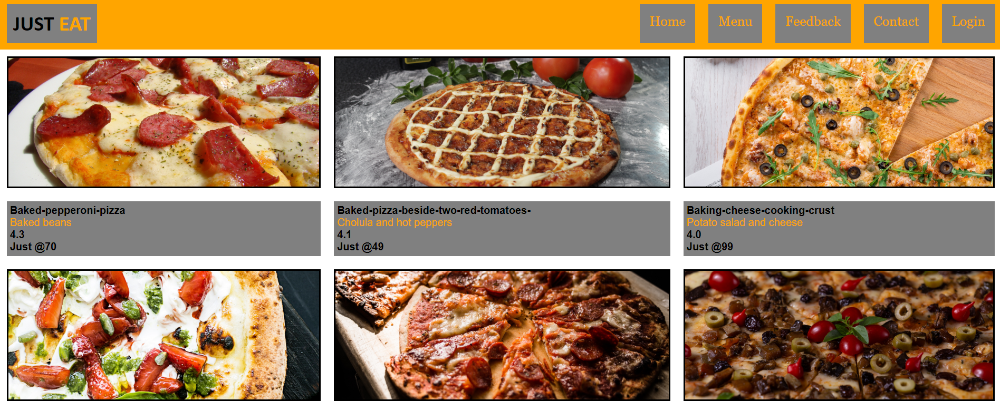 JUST EAT
Home
Menu
Feedback
Contact
Login
Baked-pepperoni-pizza
Baked beans
4.3
Just @70
Baked-pizza-beside-two-red-tomatoes-
Cholula and hot peppers
4.1
Just @49
Baking-cheese-cooking-crust
Potato salad and cheese
4.0
Just @99